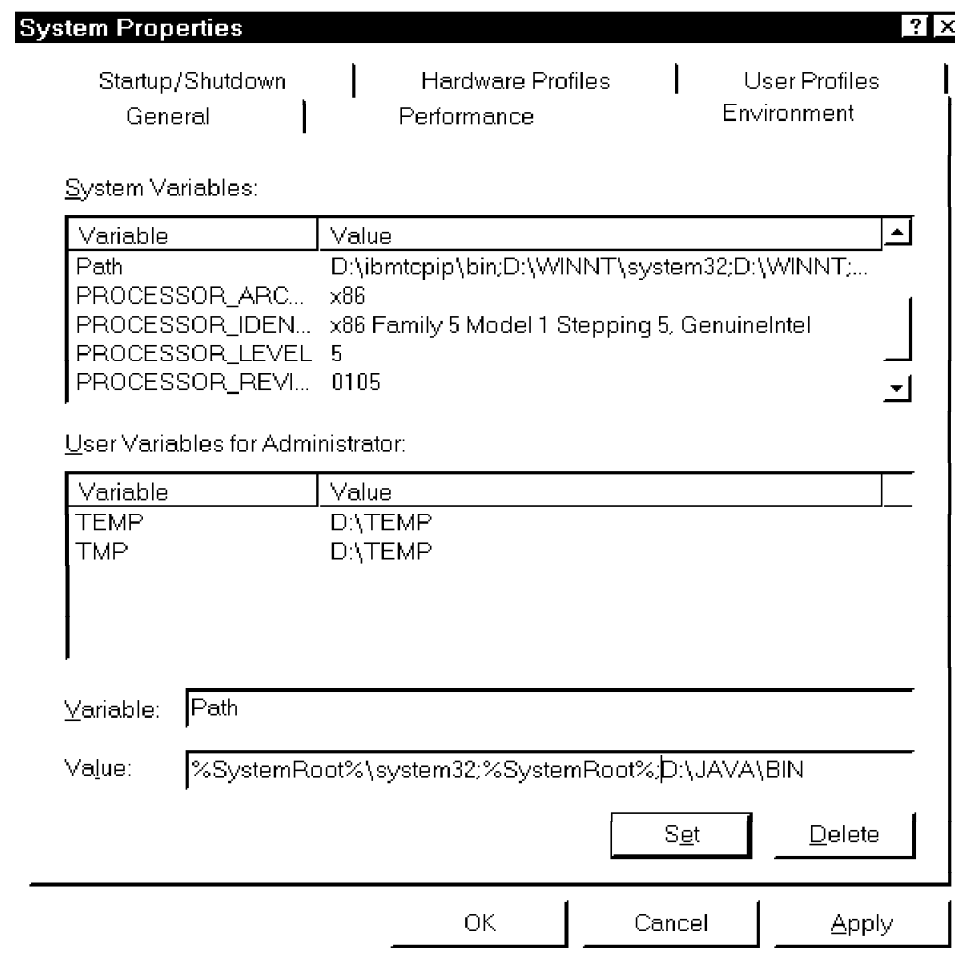 System Properties
Startup/Shutdown Hardware Profiles User Profiles
General Performance Environment
System Variables:
Variable Value
Path D:\ibmtcpip\bin;D:\WINNT\system32;D:\WINNT;...
PROCESSOR_ARC... x86
PROCESSOR_IDEN... x86 Family 5 Model 1 Stepping 5, GenuineIntel
PROCESSOR_LEVEL 5
PROCESSOR_REVI... 0105
User Variables for Administrator:
Variable Value
TEMP D:\TEMP
TMP D:\TEMP
Variable: Path
Value: %SystemRoot%\system32;%SystemRoot%;D:\JAVA\BIN
Set Delete
OK Cancel Apply